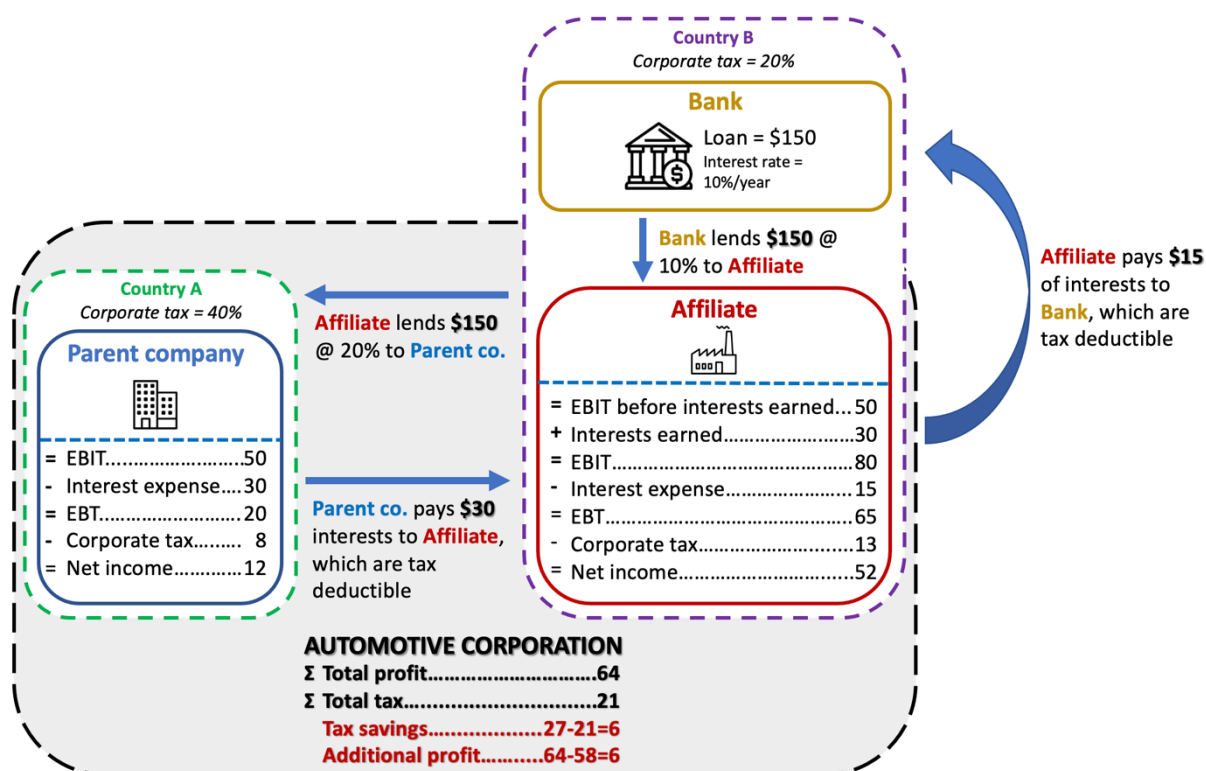 Country B
Corporate tax = 20%
Bank
Loan = $150
Interest rate =
10%/year
$
Bank lends $150 @
10% to Affiliate
Affiliate pays $15
of interests to
Bank, which are
tax deductible
Country A
Corporate tax = 40%
Parent company
= EBIT.......................50
- Interest expense....30
= EBT.......................20
- Corporate tax......... 8
= Net income............12
Affiliate lends $150
@ 20% to Parent co.
Parent co. pays $30
interests to Affiliate,
which are tax
deductible
Affiliate
= EBIT before interests earned...50
+ Interests earned.......................30
= EBIT..........................................80
- Interest expense.......................15
= EBT...........................................65
- Corporate tax...........................13
= Net income..............................52
AUTOMOTIVE CORPORATION
Σ Total profit..............................64
Σ Total tax.................................21
Tax savings....................27-21=6
Additional profit...........64-58=6